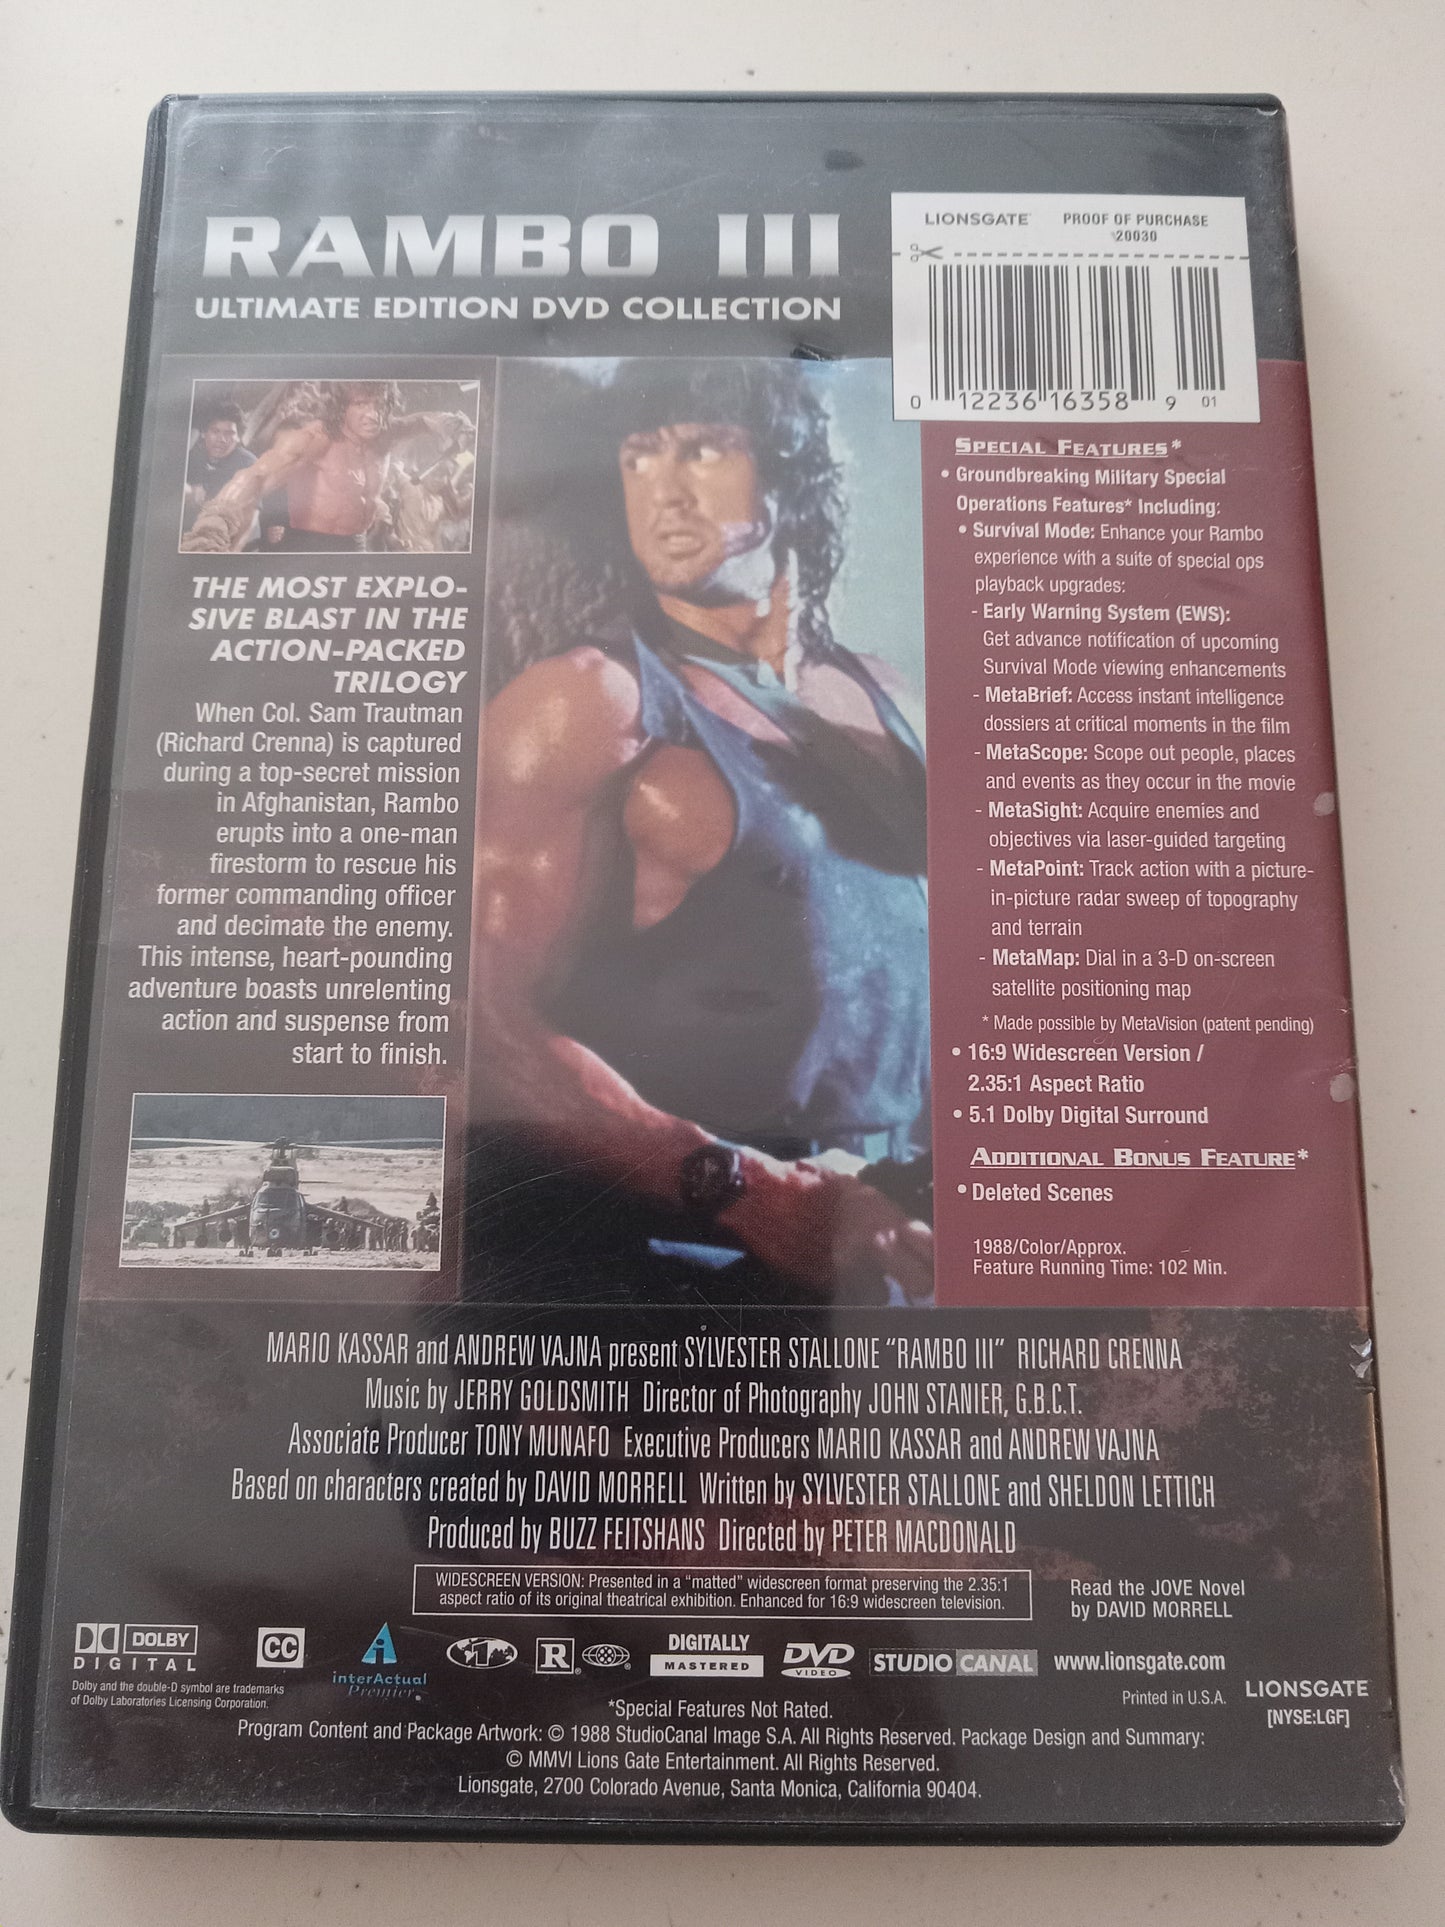 RAMBO III
ULTIMATE EDITION DVD COLLECTION
LIONSGATE PROOF OF PURCHASE
20030
0 12236 16358 9 01
THE MOST EXPLO-
SIVE BLAST IN THE
ACTION-PACKED
TRILOGY
When Col. Sam Trautman
(Richard Crenna) is captured
during a top-secret mission
in Afghanistan, Rambo
erupts into a one-man
firestorm to rescue his
former commanding officer
and decimate the enemy.
This intense, heart-pounding
adventure boasts unrelenting
action and suspense from
start to finish.
SPECIAL FEATURES*
• Groundbreaking Military Special
Operations Features* Including:
• Survival Mode: Enhance your Rambo
experience with a suite of special ops
playback upgrades:
- Early Warning System (EWS):
Get advance notification of upcoming
Survival Mode viewing enhancements
- MetaBrief: Access instant intelligence
dossiers at critical moments in the film
- MetaScope: Scope out people, places
and events as they occur in the movie
- MetaSight: Acquire enemies and
objectives via laser-guided targeting
- MetaPoint: Track action with a picture-
in-picture radar sweep of topography
and terrain
- MetaMap: Dial in a 3-D on-screen
satellite positioning map
* Made possible by MetaVision (patent pending)
• 16:9 Widescreen Version /
2.35:1 Aspect Ratio
• 5.1 Dolby Digital Surround
ADDITIONAL BONUS FEATURE*
• Deleted Scenes
1988/Color/Approx.
Feature Running Time: 102 Min.
MARIO KASSAR and ANDREW VAJNA present SYLVESTER STALLONE “RAMBO III” RICHARD CRENNA
Music by JERRY GOLDSMITH Director of Photography JOHN STANIER, G.B.C.T.
Associate Producer TONY MUNAFO Executive Producers MARIO KASSAR and ANDREW VAJNA
Based on characters created by DAVID MORRELL Written by SYLVESTER STALLONE and SHELDON LETTICH
Produced by BUZZ FEITSHANS Directed by PETER MACDONALD
WIDESCREEN VERSION: Presented in a “matted” widescreen format preserving the 2.35:1
aspect ratio of its original theatrical exhibition. Enhanced for 16:9 widescreen television.
Read the JOVE Novel
by DAVID MORRELL
DOLBY
DIGITAL
Dolby and the double-D symbol are trademarks
of Dolby Laboratories Licensing Corporation.
CC
interActual
Premier
R
DIGITALLY
MASTERED
DVD
VIDEO
STUDIO CANAL
www.lionsgate.com
Printed in U.S.A.
LIONSGATE
[NYSE:LGF]
*Special Features Not Rated.
Program Content and Package Artwork: © 1988 StudioCanal Image S.A. All Rights Reserved. Package Design and Summary:
© MMVI Lions Gate Entertainment. All Rights Reserved.
Lionsgate, 2700 Colorado Avenue, Santa Monica, California 90404.